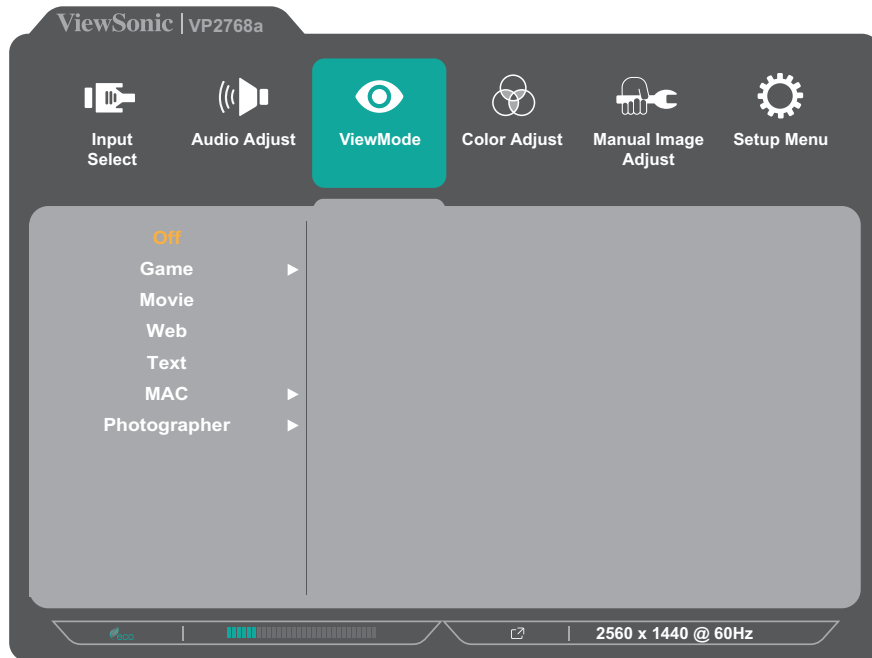 ViewSonic | VP2768a
Input
Select
Audio Adjust
ViewMode
Color Adjust
Manual Image
Adjust
Setup Menu
Off
Game
Movie
Web
Text
MAC
Photographer
eco
2560 x 1440 @ 60Hz